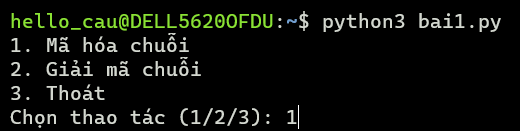 hello_cau@DELL5620OFDU:~$ python3 bai1.py
1. Mã hóa chuỗi
2. Giải mã chuỗi
3. Thoát
Chọn thao tác (1/2/3): 1